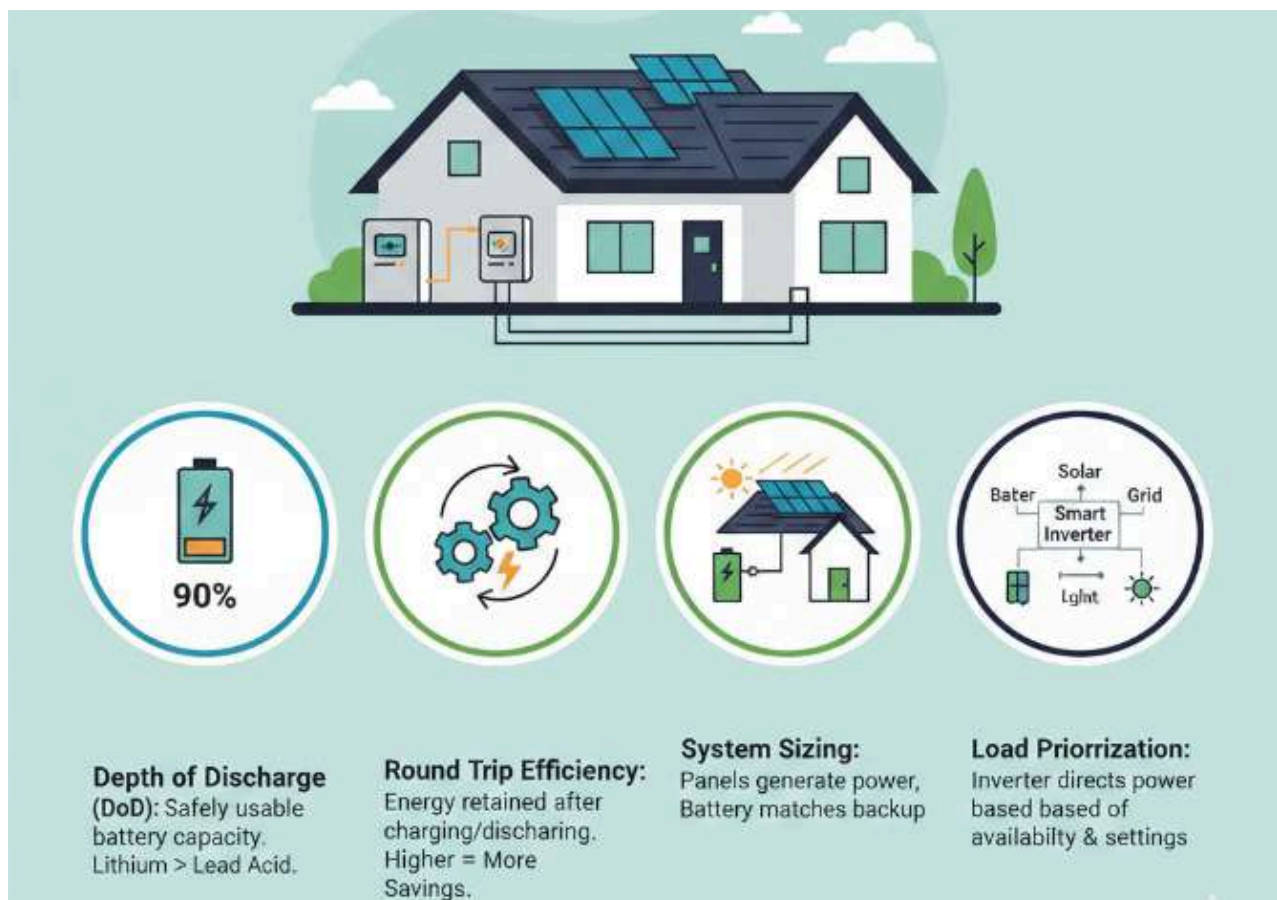 90%
Solar
Bater
Grid
Smart
Inverter
Lght
Depth of Discharge
(DoD): Safely usable
battery capacity.
Lithium > Lead Acid.
Round Trip Efficiency:
Energy retained after
charging/discharing.
Higher = More
Savings.
System Sizing:
Panels generate power,
Battery matches backup
Load Priorrization:
Inverter directs power
based based of
availabilty & settings